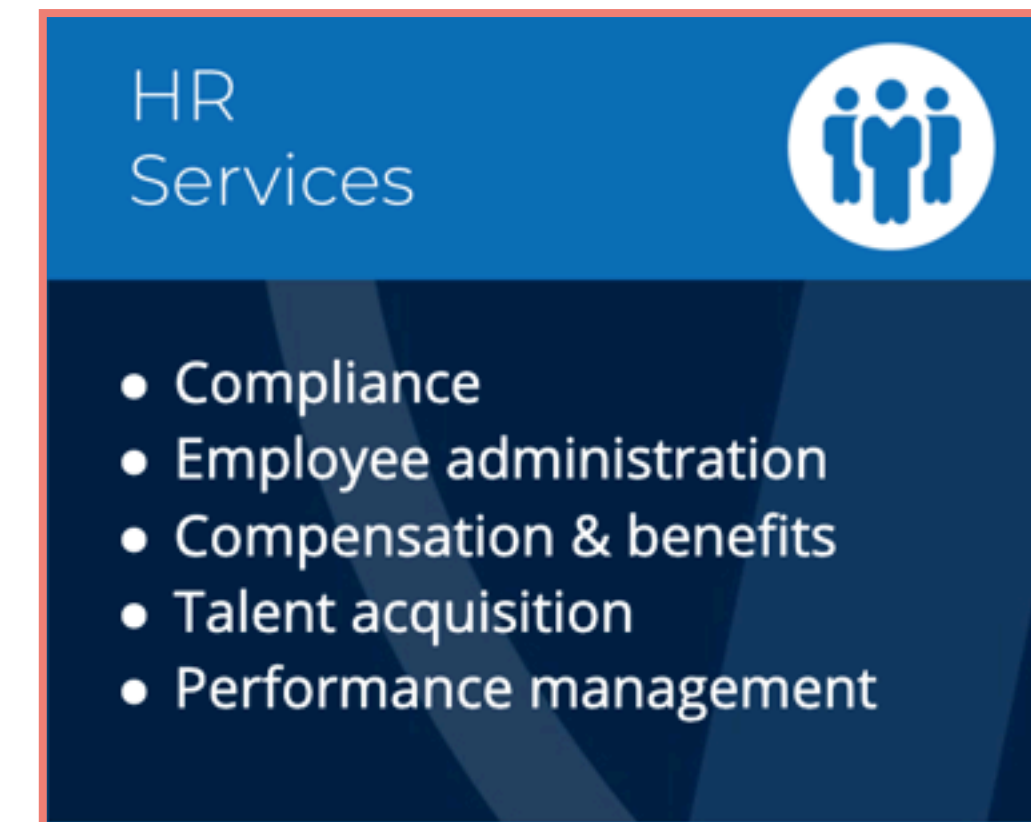 HR
Services
• Compliance
• Employee administration
• Compensation & benefits
• Talent acquisition
• Performance management